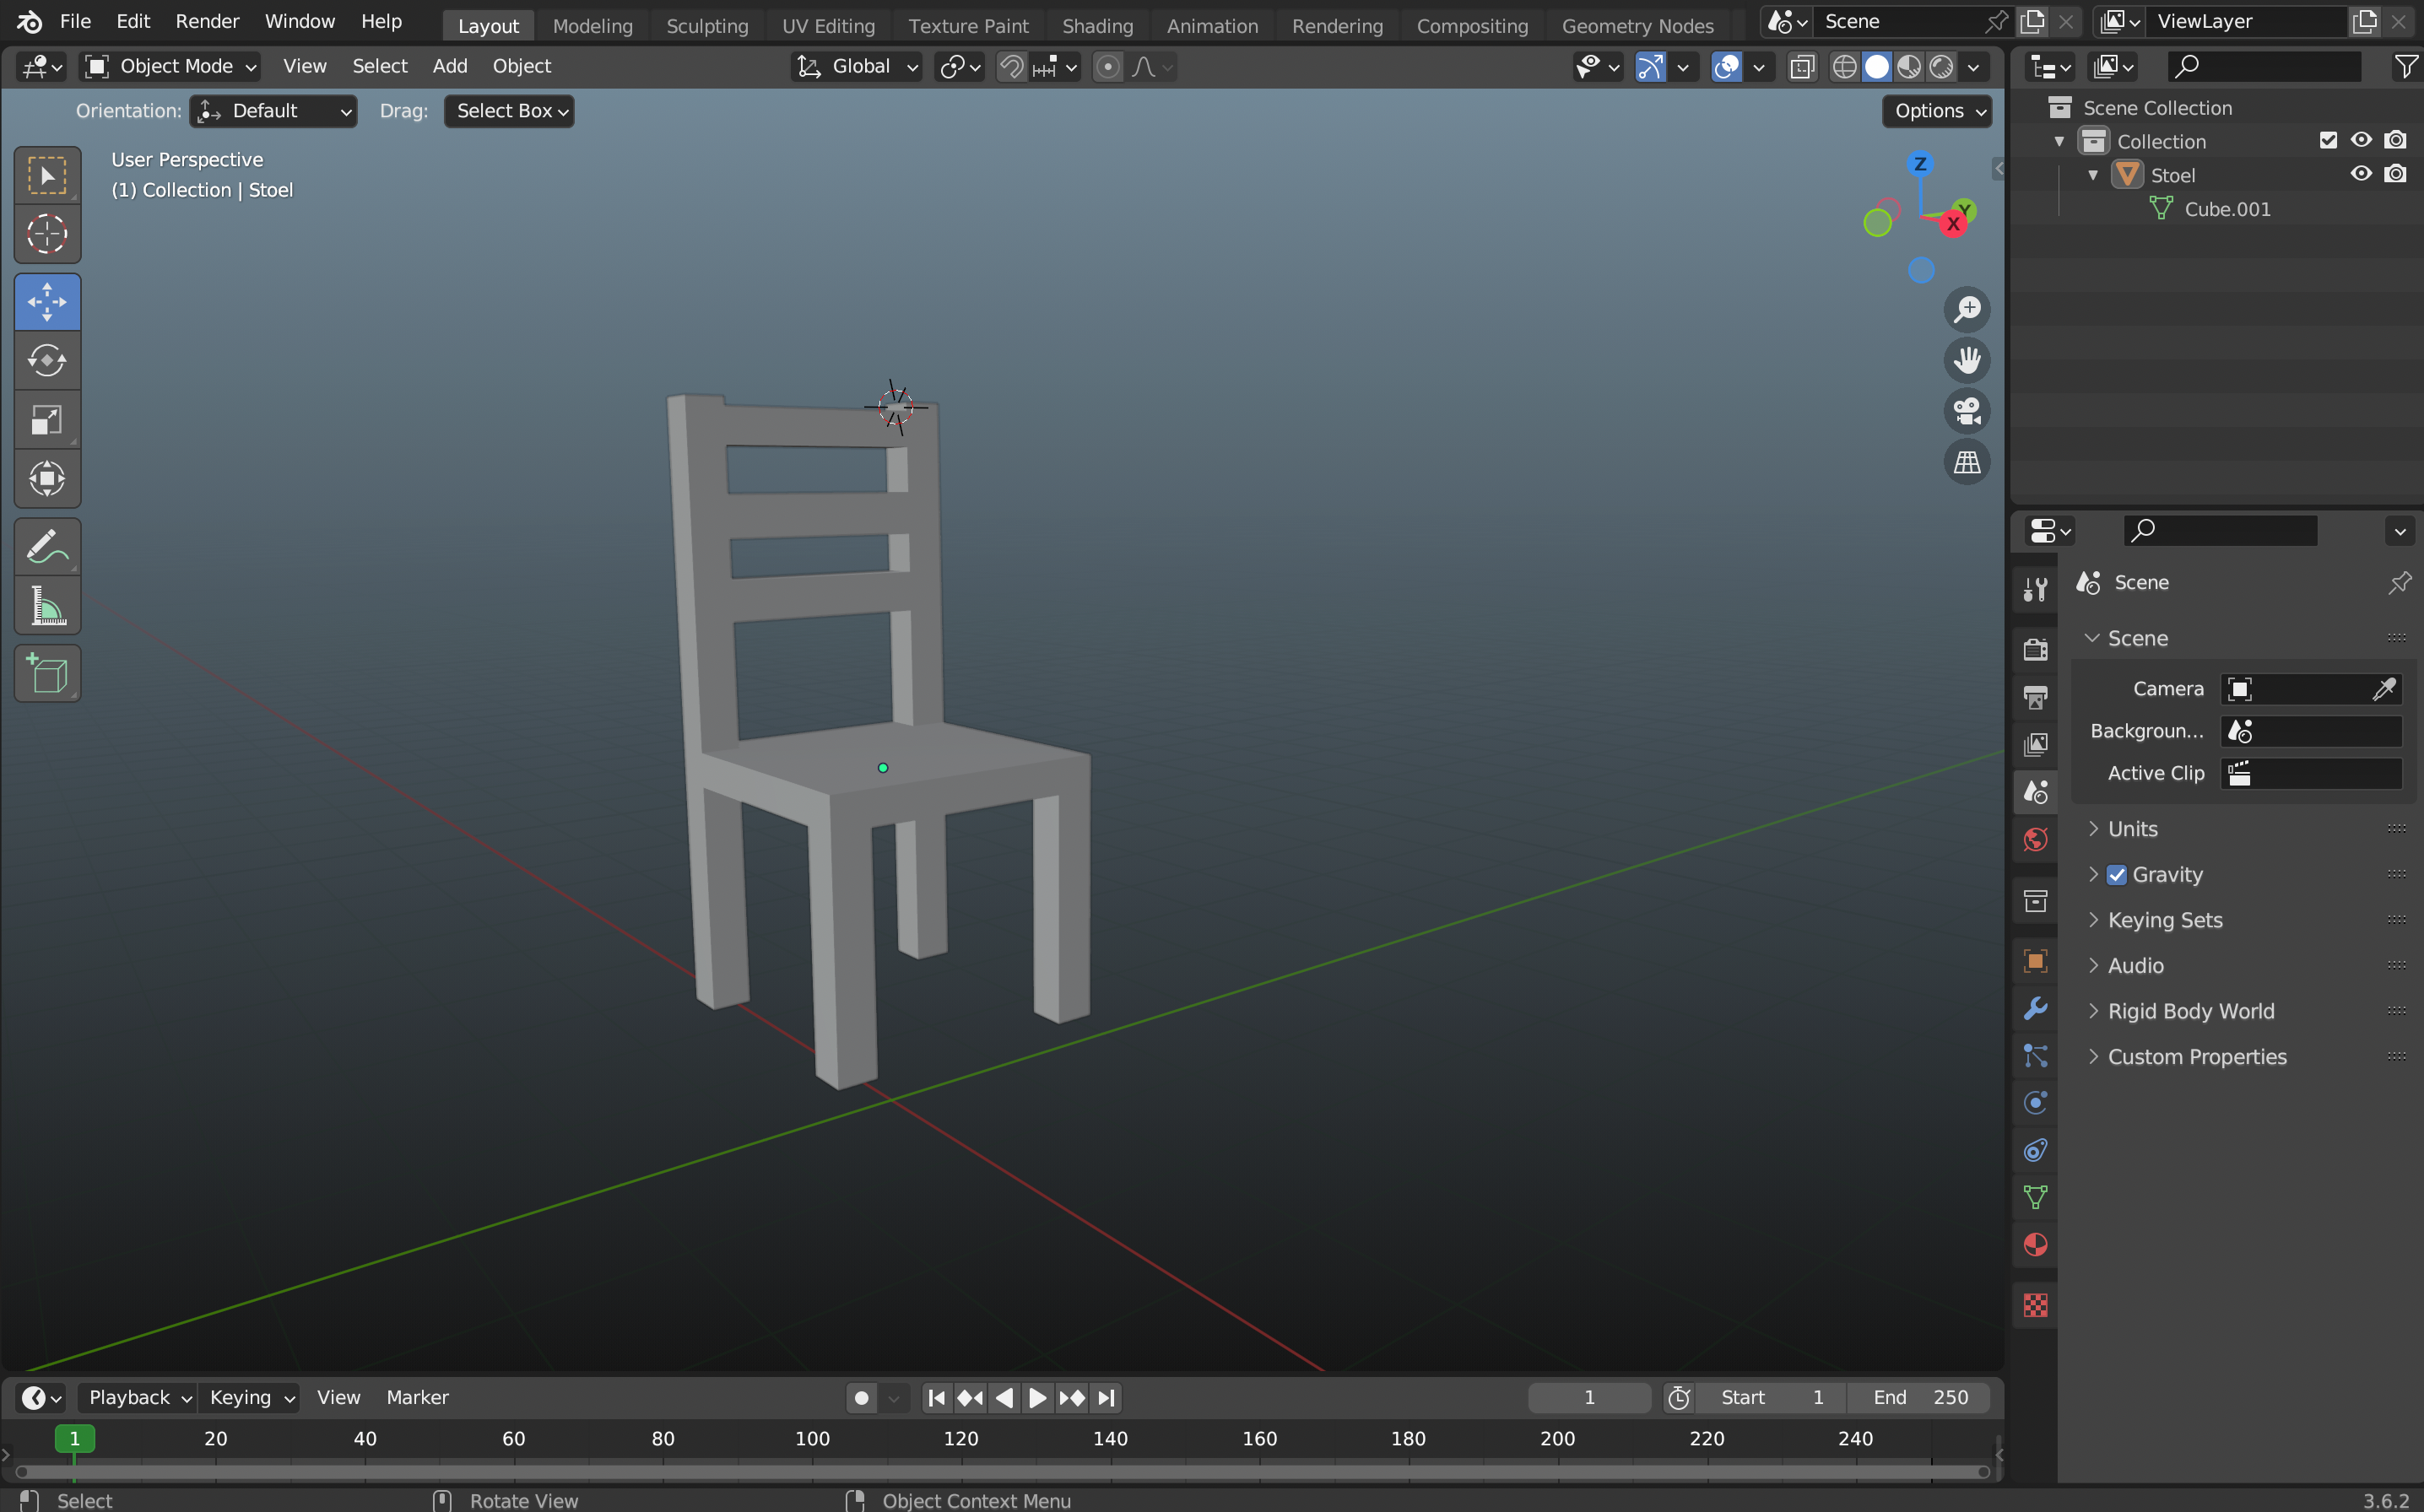 File Edit Render Window Help Layout Modeling Sculpting UV Editing Texture Paint Shading Animation Rendering Compositing Geometry Nodes Scene ViewLayer
Object Mode View Select Add Object Global
Orientation: Default Drag: Select Box Options
User Perspective
(1) Collection | Stoel
Z
Y
X
Scene Collection
Collection
Stoel
Cube.001
Scene
Scene
Camera
Backgroun...
Active Clip
Units
Gravity
Keying Sets
Audio
Rigid Body World
Custom Properties
Playback Keying View Marker 1 Start 1 End 250
1 20 40 60 80 100 120 140 160 180 200 220 240
Select Rotate View Object Context Menu 3.6.2